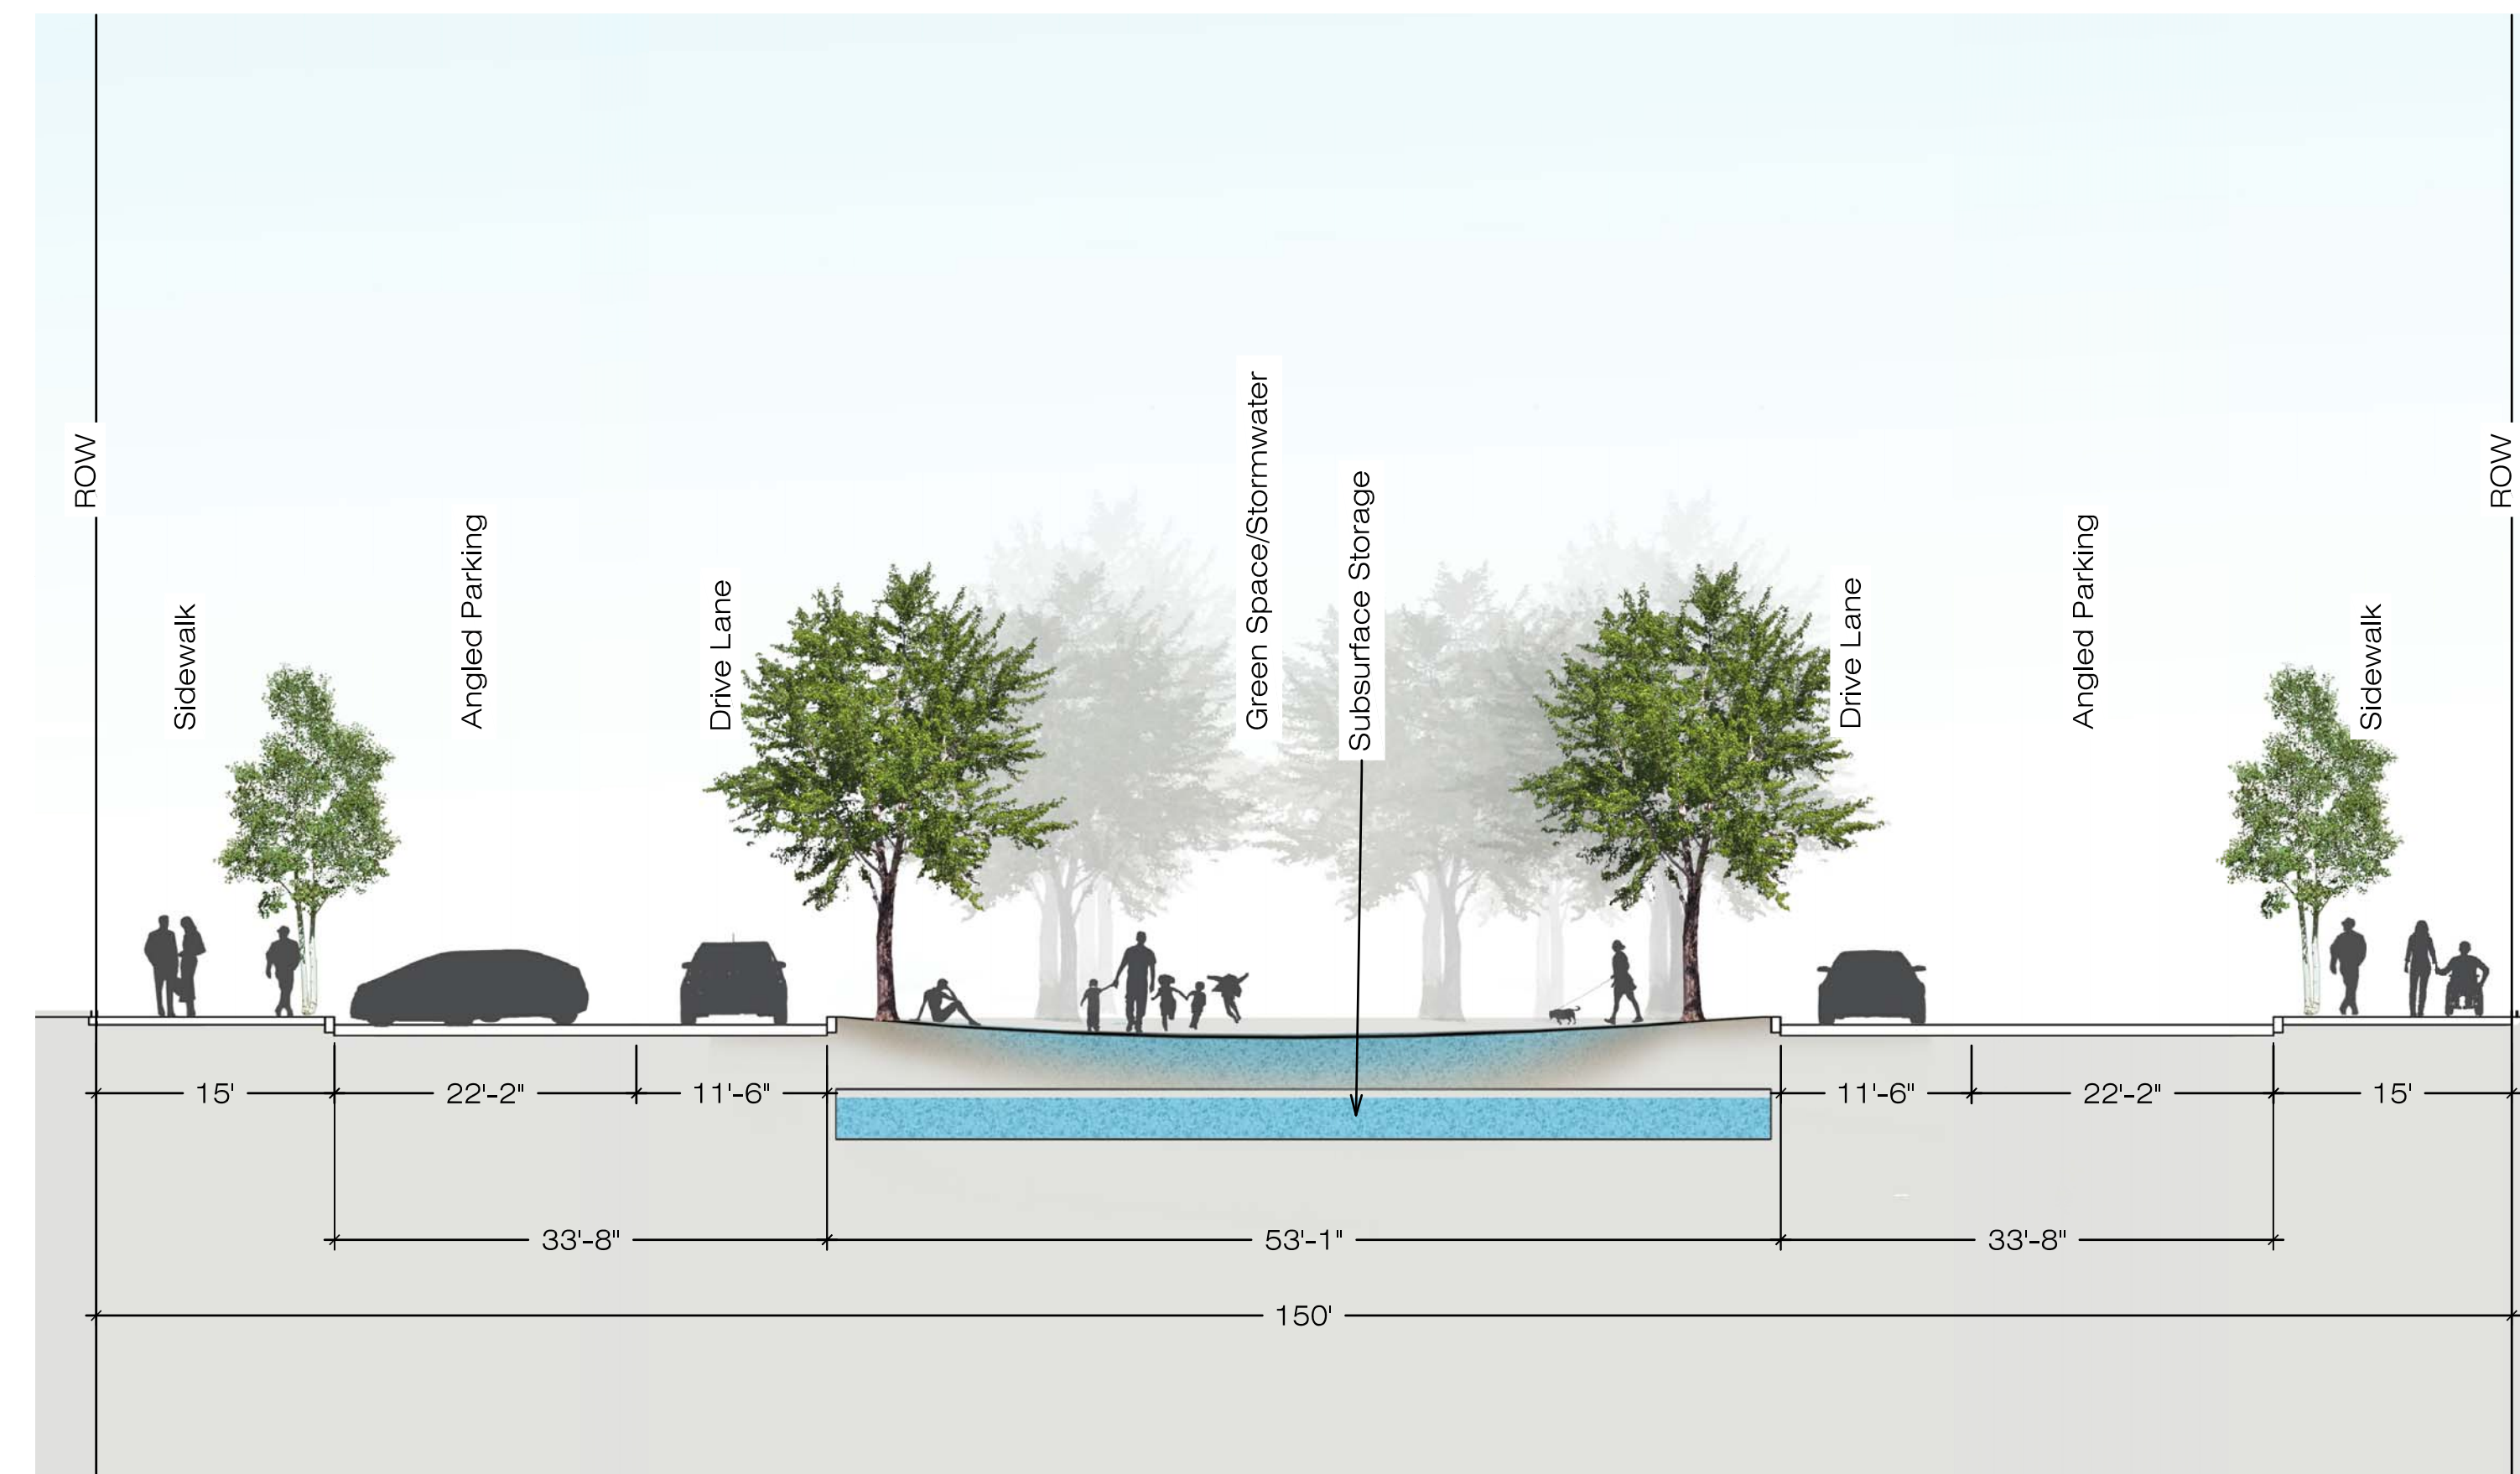 ROW
Sidewalk
Angled Parking
Drive Lane
Green Space/Stormwater
Subsurface Storage
Drive Lane
Angled Parking
Sidewalk
ROW
15'
22'-2"
11'-6"
11'-6"
22'-2"
15'
33'-8"
53'-1"
33'-8"
150'